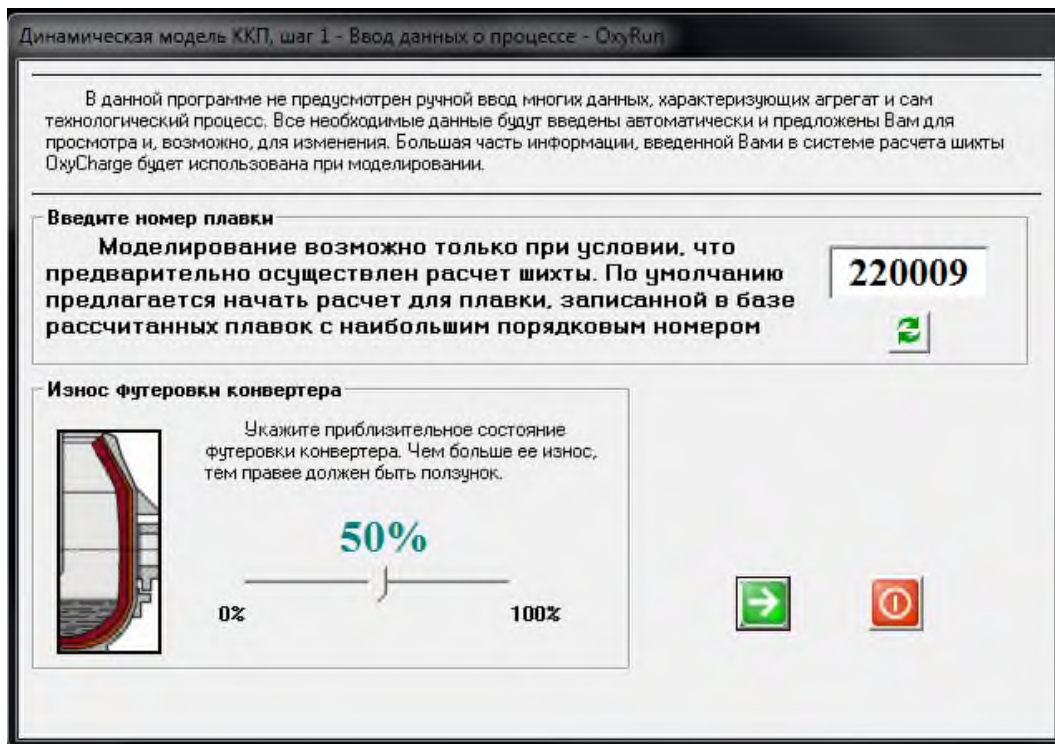 Динамическая модель ККП, шаг 1 - Ввод данных о процессе - OxyRun
В данной программе не предусмотрен ручной ввод многих данных, характеризующих агрегат и сам
технологический процесс. Все необходимые данные будут введены автоматически и предложены Вам для
просмотра и, возможно, для изменения. Большая часть информации, введенной Вами в системе расчета шихты
OxyCharge будет использована при моделировании.
Введите номер плавки
Моделирование возможно только при условии, что
предварительно осуществлен расчет шихты. По умолчанию
предлагается начать расчет для плавки, записанной в базе
рассчитанных плавок с наибольшим порядковым номером
220009
Износ футеровки конвертера
Укажите приблизительное состояние
футеровки конвертера. Чем больше ее износ,
тем правее должен быть ползунок.
50%
0% 100%